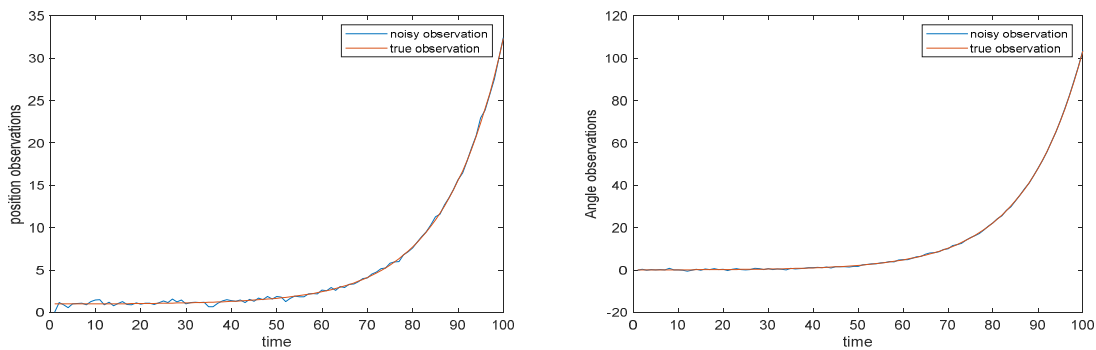 35
30
25
20
15
10
5
0
position observations
0 10 20 30 40 50 60 70 80 90 100
time
noisy observation
true observation
120
100
80
60
40
20
0
-20
Angle observations
0 10 20 30 40 50 60 70 80 90 100
time
noisy observation
true observation